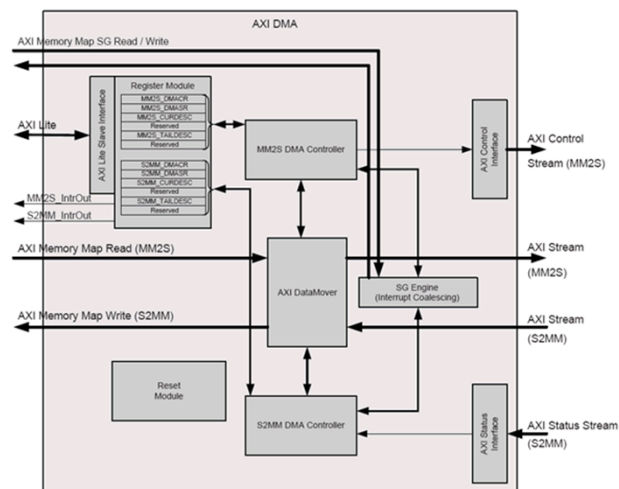 AXI DMA
AXI Memory Map SG Read / Write
AXI Lite
AXI Lite Slave Interface
Register Module
MM2S_DMACR
MM2S_DMASR
MM2S_CURDESC
Reserved
MM2S_TAILDESC
Reserved
S2MM_DMACR
S2MM_DMASR
S2MM_CURDESC
Reserved
S2MM_TAILDESC
Reserved
MM2S DMA Controller
AXI Control
Interface
AXI Control
Stream (MM2S)
MM2S_IntrOut
S2MM_IntrOut
AXI Memory Map Read (MM2S)
AXI Stream
(MM2S)
AXI DataMover
SG Engine
(Interrupt Coalescing)
AXI Memory Map Write (S2MM)
AXI Stream
(S2MM)
Reset
Module
S2MM DMA Controller
AXI Status
Interface
AXI Status Stream
(S2MM)